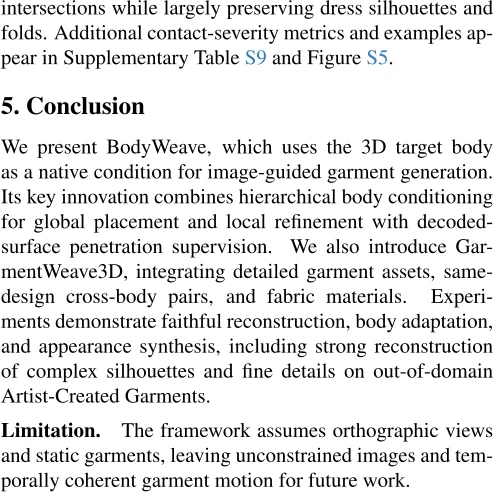 intersections while largely preserving dress silhouettes and
folds. Additional contact-severity metrics and examples ap-
pear in Supplementary Table S9 and Figure S5.
5. Conclusion
We present BodyWeave, which uses the 3D target body
as a native condition for image-guided garment generation.
Its key innovation combines hierarchical body conditioning
for global placement and local refinement with decoded-
surface penetration supervision. We also introduce Gar-
mentWeave3D, integrating detailed garment assets, same-
design cross-body pairs, and fabric materials. Experi-
ments demonstrate faithful reconstruction, body adaptation,
and appearance synthesis, including strong reconstruction
of complex silhouettes and fine details on out-of-domain
Artist-Created Garments.
Limitation. The framework assumes orthographic views
and static garments, leaving unconstrained images and tem-
porally coherent garment motion for future work.